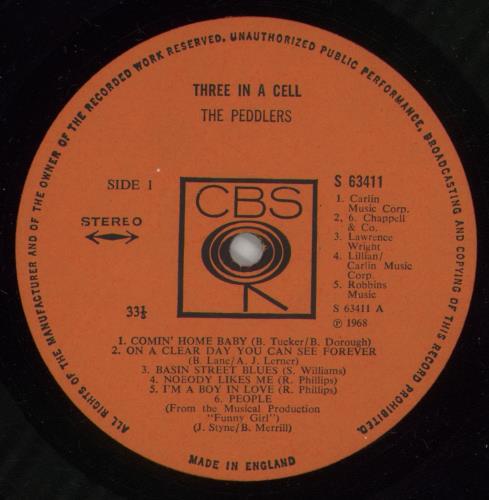 ALL RIGHTS OF THE MANUFACTURER AND OF THE OWNER OF THE RECORDED WORK RESERVED. UNAUTHORIZED PUBLIC PERFORMANCE, BROADCASTING AND COPYING OF THIS RECORD PROHIBITED.
THREE IN A CELL
THE PEDDLERS
SIDE 1
STEREO
33⅓
CBS
S 63411
1. Carlin
Music Corp.
2, 6. Chappell
& Co.
3. Lawrence
Wright
4. Lillian/
Carlin Music
Corp.
5. Robbins
Music
S 63411 A
℗ 1968
1. COMIN' HOME BABY (B. Tucker/B. Dorough)
2. ON A CLEAR DAY YOU CAN SEE FOREVER
(B. Lane/A. J. Lerner)
3. BASIN STREET BLUES (S. Williams)
4. NOBODY LIKES ME (R. Phillips)
5. I'M A BOY IN LOVE (R. Phillips)
6. PEOPLE
(From the Musical Production
"Funny Girl")
(J. Styne/B. Merrill)
MADE IN ENGLAND